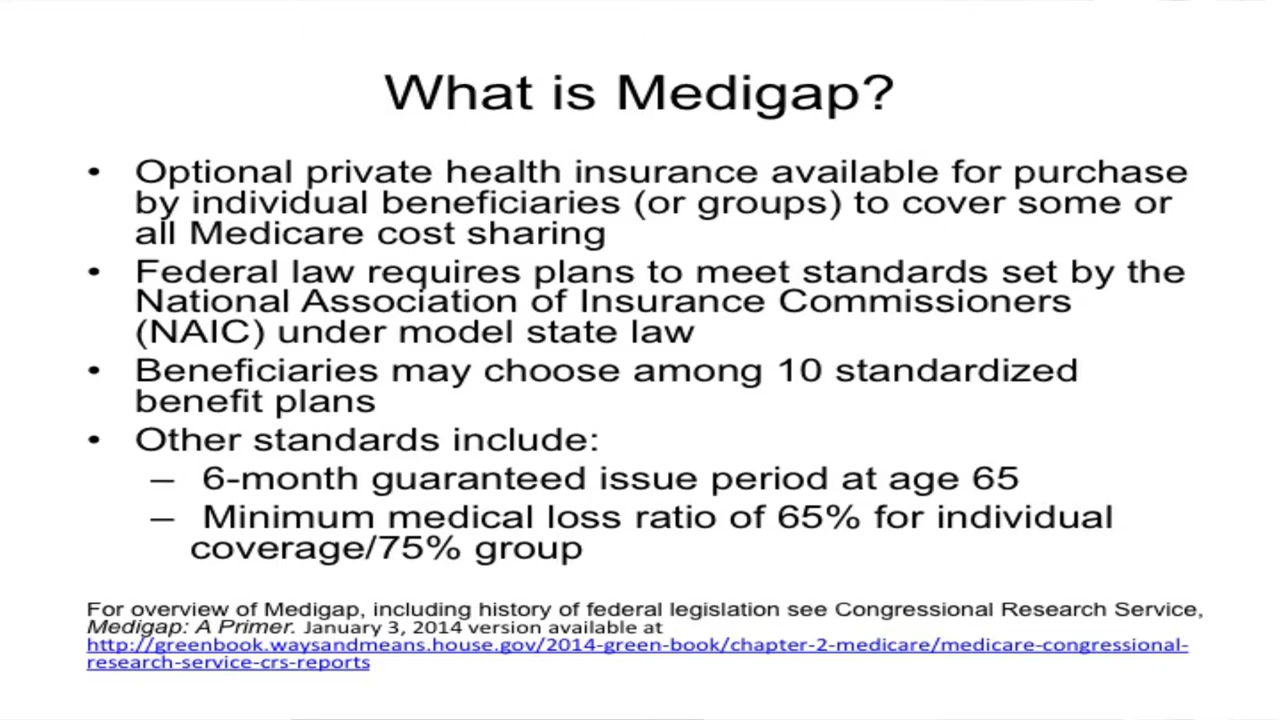 What is Medigap?
• Optional private health insurance available for purchase
by individual beneficiaries (or groups) to cover some or
all Medicare cost sharing
• Federal law requires plans to meet standards set by the
National Association of Insurance Commissioners
(NAIC) under model state law
• Beneficiaries may choose among 10 standardized
benefit plans
• Other standards include:
– 6-month guaranteed issue period at age 65
– Minimum medical loss ratio of 65% for individual
coverage/75% group
For overview of Medigap, including history of federal legislation see Congressional Research Service,
Medigap: A Primer. January 3, 2014 version available at
http://greenbook.waysandmeans.house.gov/2014-green-book/chapter-2-medicare/medicare-congressional-
research-service-crs-reports